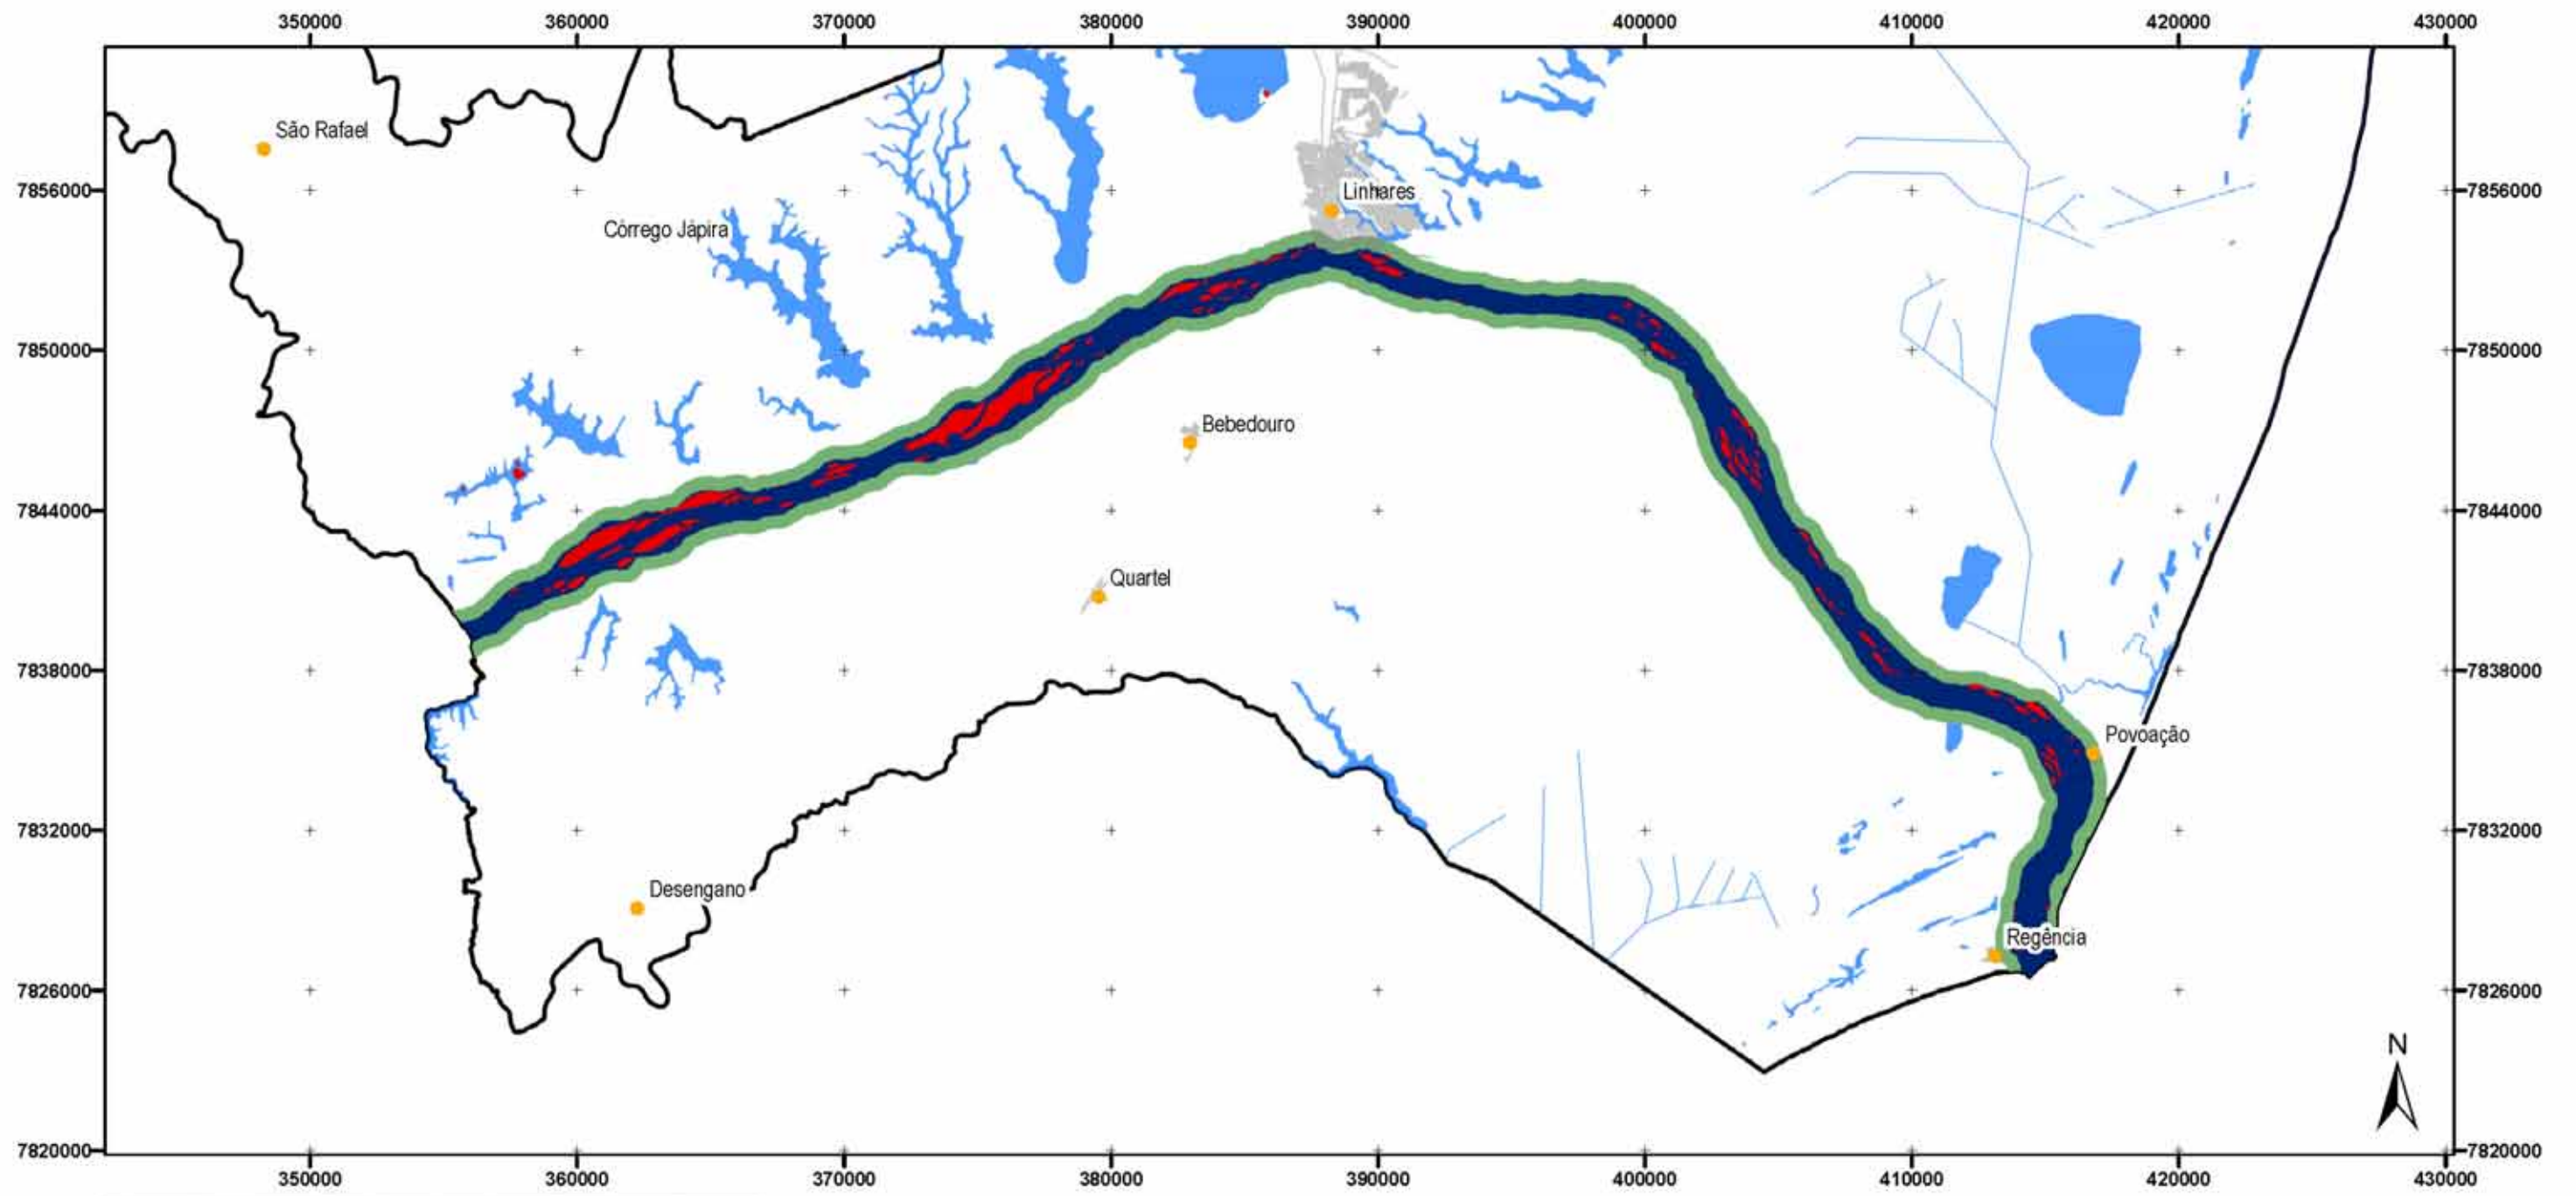 350000 360000 370000 380000 390000 400000 410000 420000 430000
São Rafael
7856000 Linhares 7856000
Córrego Jápira
7850000 7850000
Bebedouro
7844000 7844000
Quartel
7838000 7838000
Povoação
7832000 7832000
Desengano
Regência
7826000 7826000
N
7820000 7820000
350000 360000 370000 380000 390000 400000 410000 420000 430000